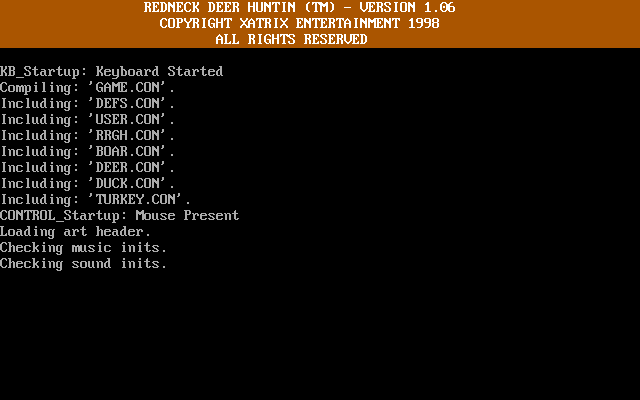 REDNECK DEER HUNTIN (TM) - VERSION 1.06
COPYRIGHT XATRIX ENTERTAINMENT 1998
ALL RIGHTS RESERVED
KB_Startup: Keyboard Started
Compiling: 'GAME.CON'.
Including: 'DEFS.CON'.
Including: 'USER.CON'.
Including: 'RRGH.CON'.
Including: 'BOAR.CON'.
Including: 'DEER.CON'.
Including: 'DUCK.CON'.
Including: 'TURKEY.CON'.
CONTROL_Startup: Mouse Present
Loading art header.
Checking music inits.
Checking sound inits.